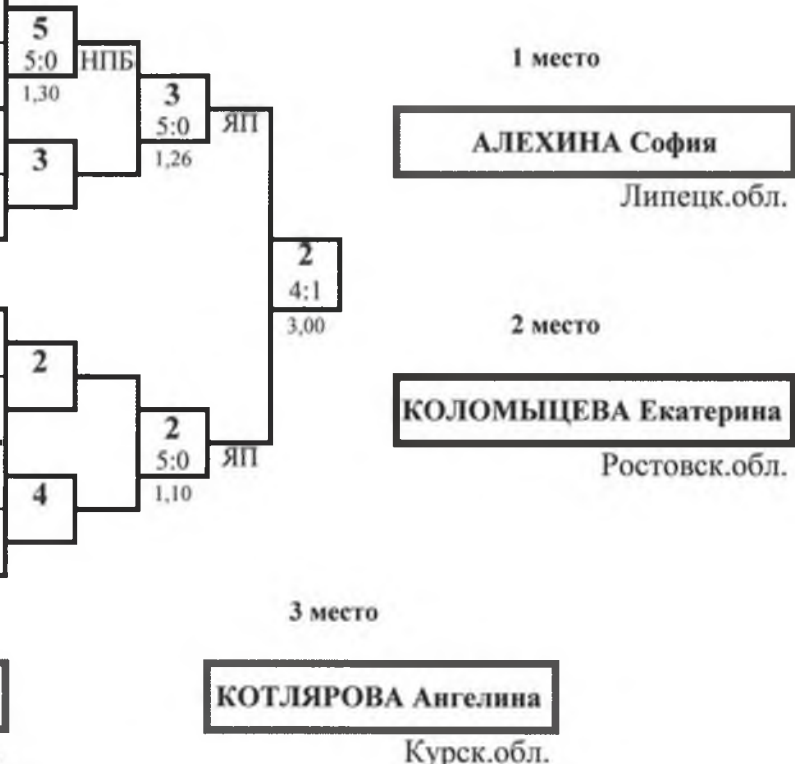 5
5:0 НПБ
1,30
3
3
5:0 ЯП
1,26
2
4:1
3,00
2
4
2
5:0 ЯП
1,10
1 место
АЛЕХИНА София
Липецк.обл.
2 место
КОЛОМЫЦЕВА Екатерина
Ростовск.обл.
3 место
КОТЛЯРОВА Ангелина
Курск.обл.